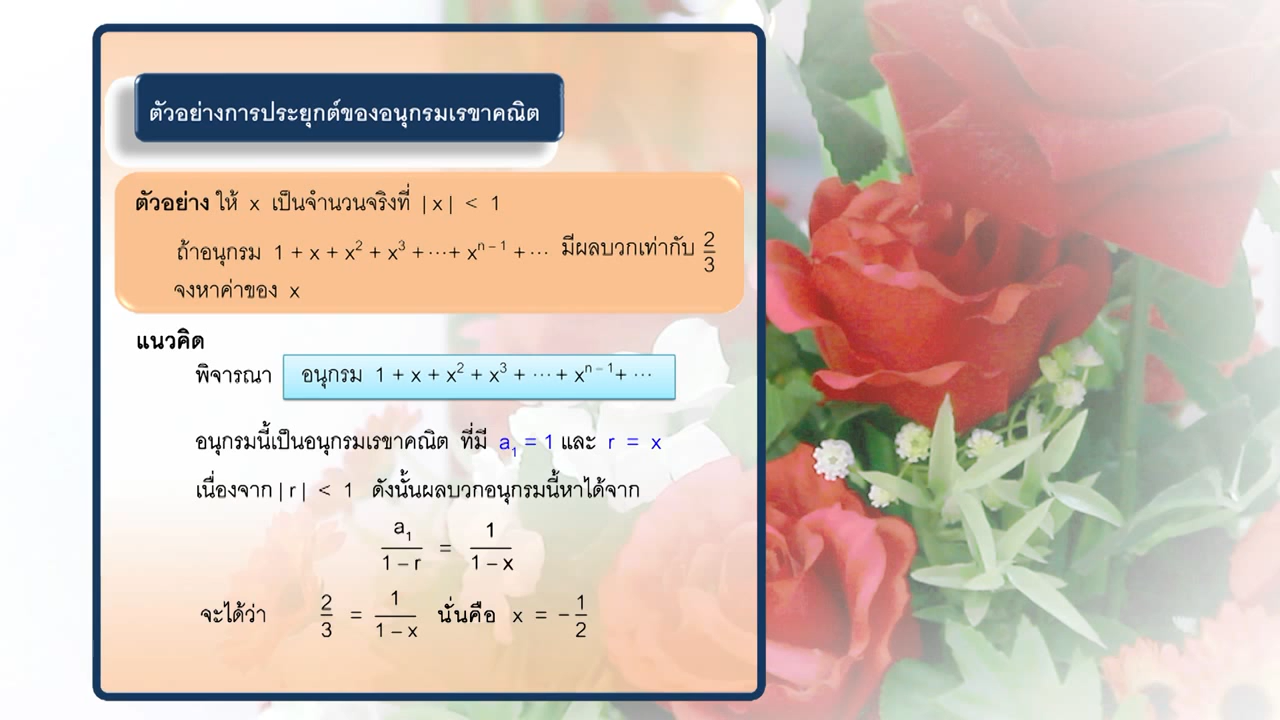 ตัวอย่างการประยุกต์ของอนุกรมเรขาคณิต
ตัวอย่าง ให้ x เป็นจำนวนจริงที่ | x | < 1
ถ้าอนุกรม 1 + x + x² + x³ + ⋯ + xⁿ⁻¹ + ⋯ มีผลบวกเท่ากับ 2/3
จงหาค่าของ x
แนวคิด
พิจารณา อนุกรม 1 + x + x² + x³ + ⋯ + xⁿ⁻¹ + ⋯
อนุกรมนี้เป็นอนุกรมเรขาคณิต ที่มี a₁ = 1 และ r = x
เนื่องจาก | r | < 1 ดังนั้นผลบวกอนุกรมนี้หาได้จาก
a₁/(1 – r) = 1/(1 – x)
จะได้ว่า 2/3 = 1/(1 – x) นั่นคือ x = –1/2